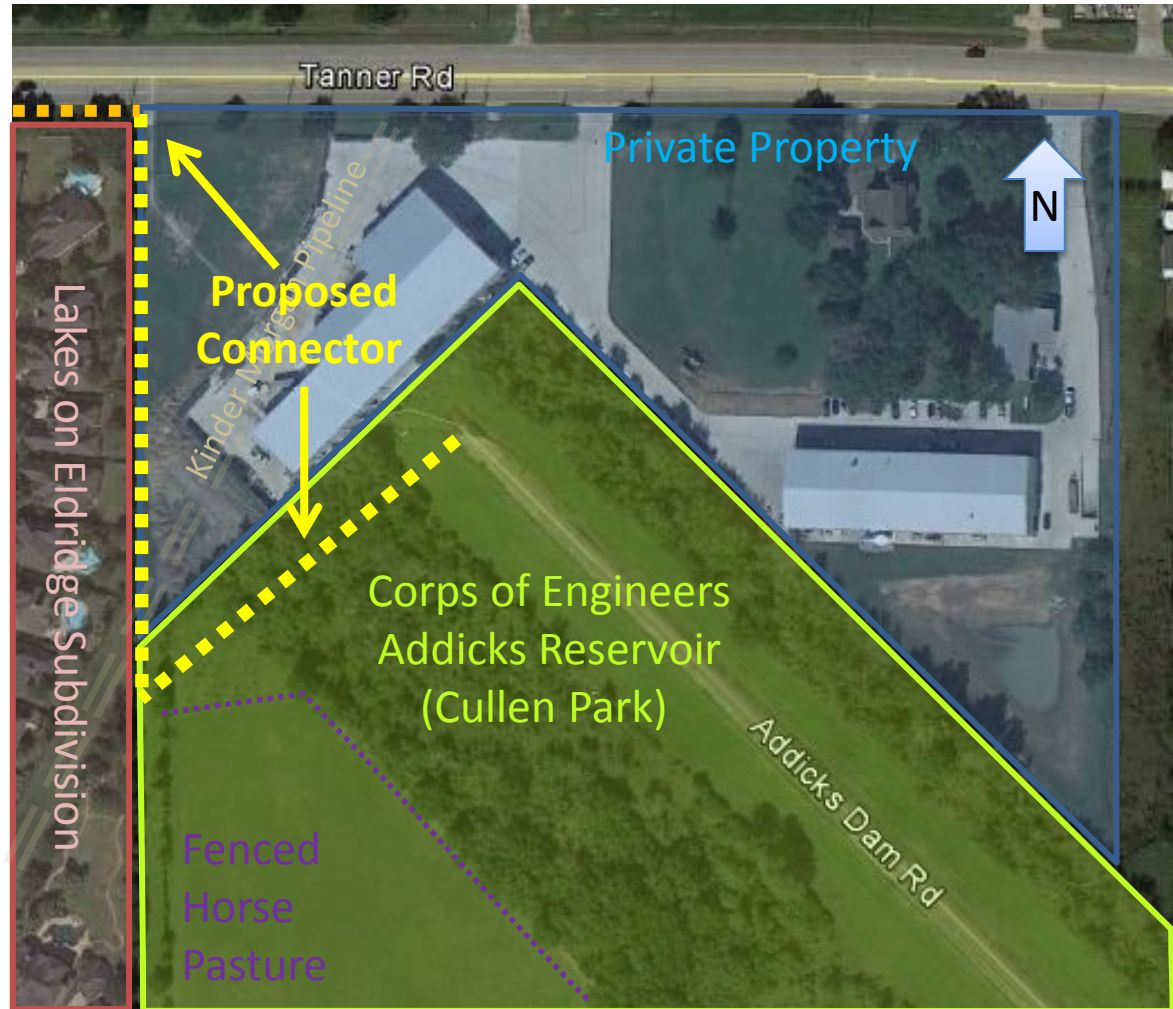 Tanner Rd
Private Property
N
Kinder Morgan Pipeline
Proposed
Connector
Lakes on Eldridge Subdivision
Corps of Engineers
Addicks Reservoir
(Cullen Park)
Addicks Dam Rd
Fenced
Horse
Pasture